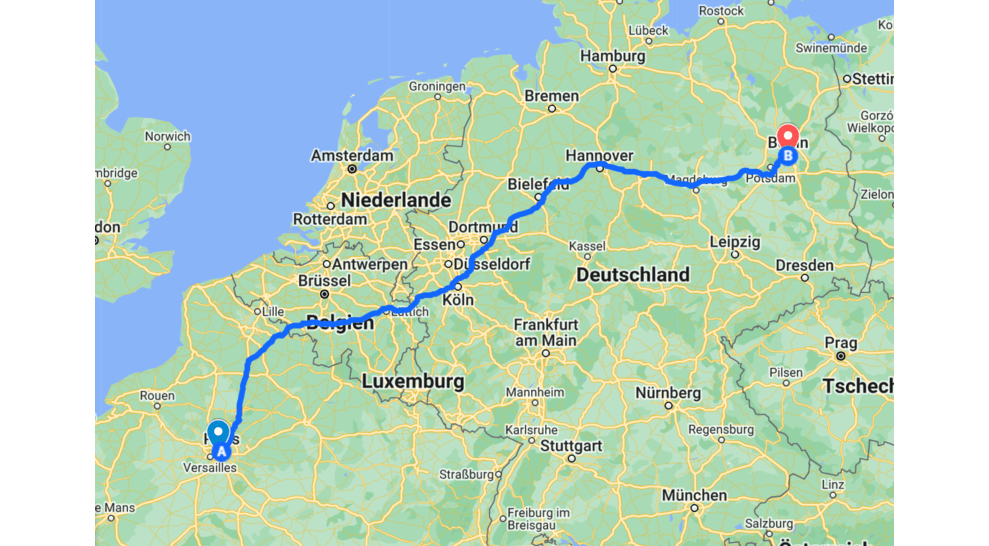 Rostock
Ko
Lübeck
Swinemünde
Hamburg
Stettin
Groningen
Bremen
Gorzó
Wielkopo
Norwich
Amsterdam
Hannover
mbridge
Magdeburg
Potsdam
B
Bielefeld
Zielon
Niederlande
Rotterdam
don
Dortmund
Essen
Kassel
Leipzig
Antwerpen
Düsseldorf
Deutschland
Dresden
Brüssel
Köln
Lille
Belgien
Lüttich
Frankfurt
am Main
Prag
Pilsen
Luxemburg
Tschech
Rouen
Mannheim
Nürnberg
Karlsruhe
Regensburg
A
Stuttgart
Versailles
Straßburg
Linz
München
e Mans
Freiburg im
Breisgau
Salzburg